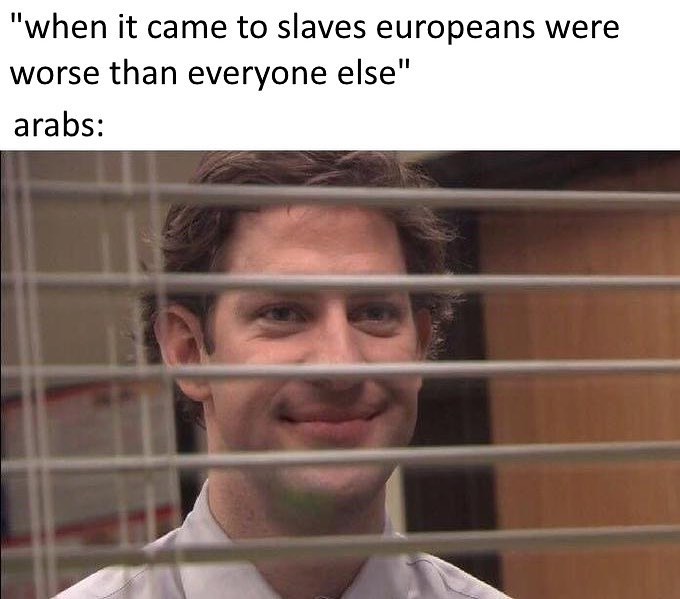 "when it came to slaves europeans were
worse than everyone else"
arabs: